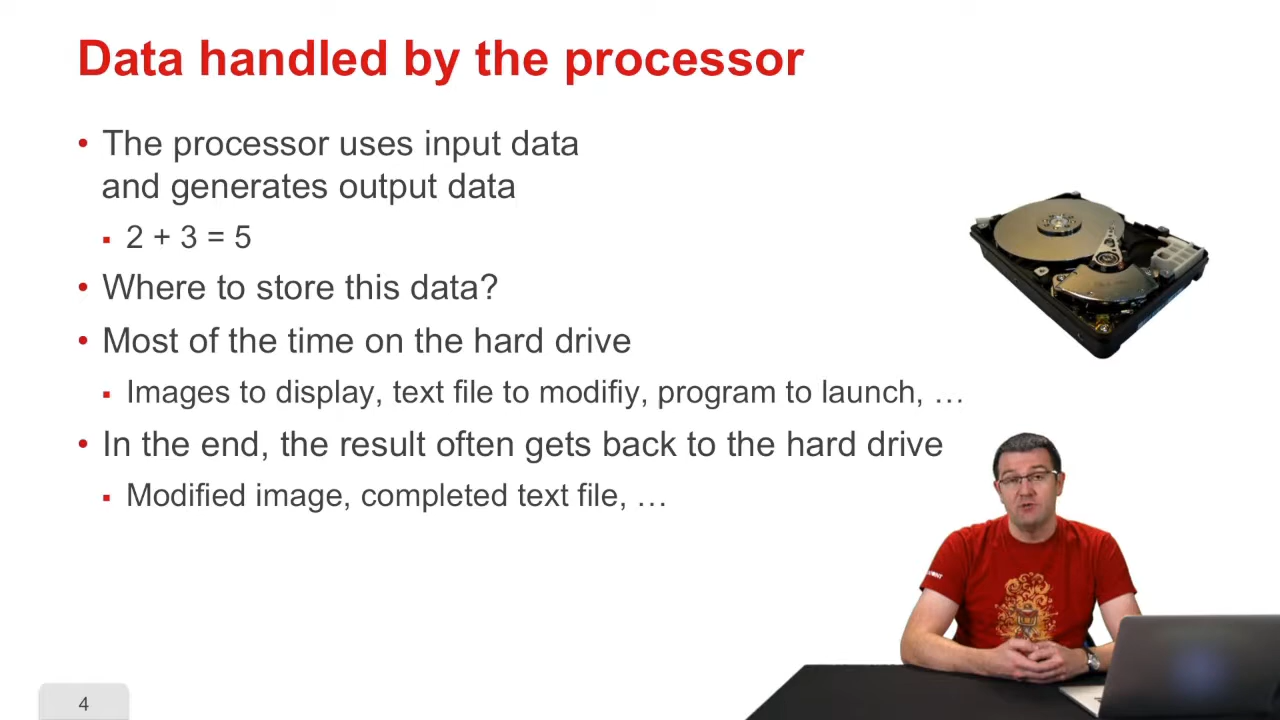 Data handled by the processor
• The processor uses input data
and generates output data
▪ 2 + 3 = 5
• Where to store this data?
• Most of the time on the hard drive
▪ Images to display, text file to modifiy, program to launch, …
• In the end, the result often gets back to the hard drive
▪ Modified image, completed text file, …
4